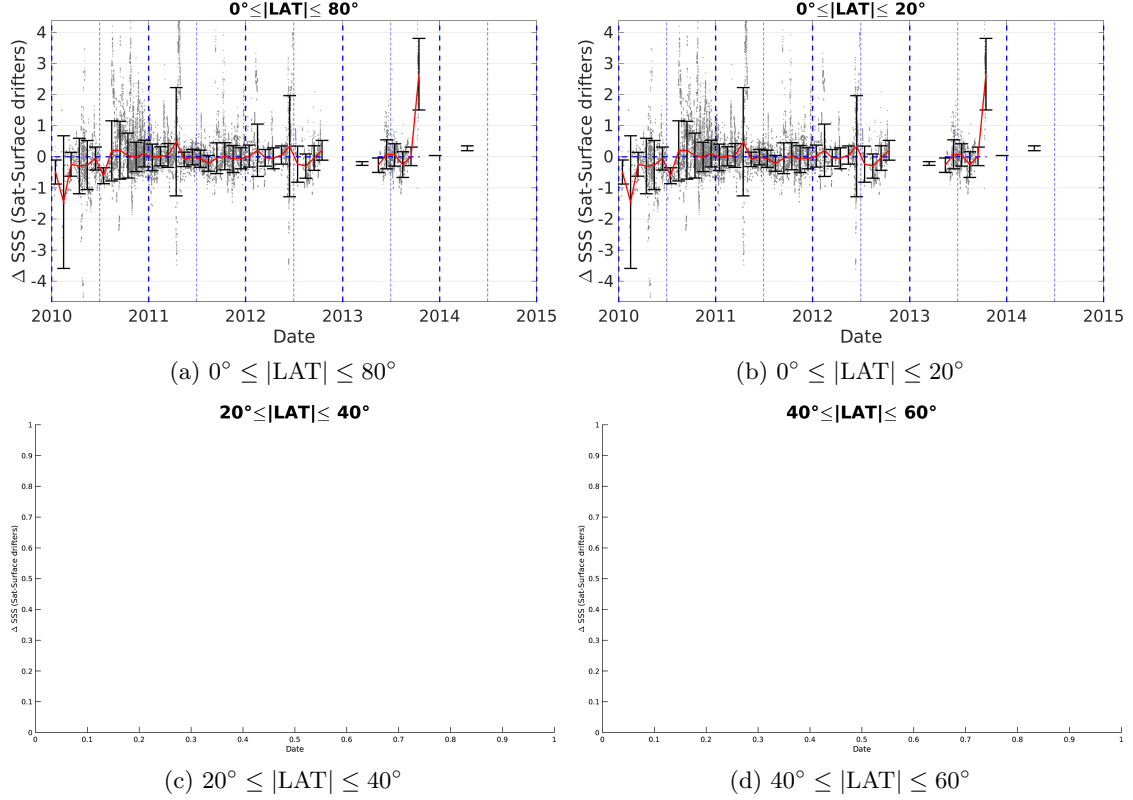 0°≤|LAT|≤ 80°
Δ SSS (Sat-Surface drifters)
4
3
2
1
0
-1
-2
-3
-4
2010 2011 2012 2013 2014 2015
Date
(a) 0° ≤ |LAT| ≤ 80°
0°≤|LAT|≤ 20°
Δ SSS (Sat-Surface drifters)
4
3
2
1
0
-1
-2
-3
-4
2010 2011 2012 2013 2014 2015
Date
(b) 0° ≤ |LAT| ≤ 20°
20°≤|LAT|≤ 40°
Δ SSS (Sat-Surface drifters)
1
0.9
0.8
0.7
0.6
0.5
0.4
0.3
0.2
0.1
0
0 0.1 0.2 0.3 0.4 0.5 0.6 0.7 0.8 0.9 1
Date
(c) 20° ≤ |LAT| ≤ 40°
40°≤|LAT|≤ 60°
Δ SSS (Sat-Surface drifters)
1
0.9
0.8
0.7
0.6
0.5
0.4
0.3
0.2
0.1
0
0 0.1 0.2 0.3 0.4 0.5 0.6 0.7 0.8 0.9 1
Date
(d) 40° ≤ |LAT| ≤ 60°